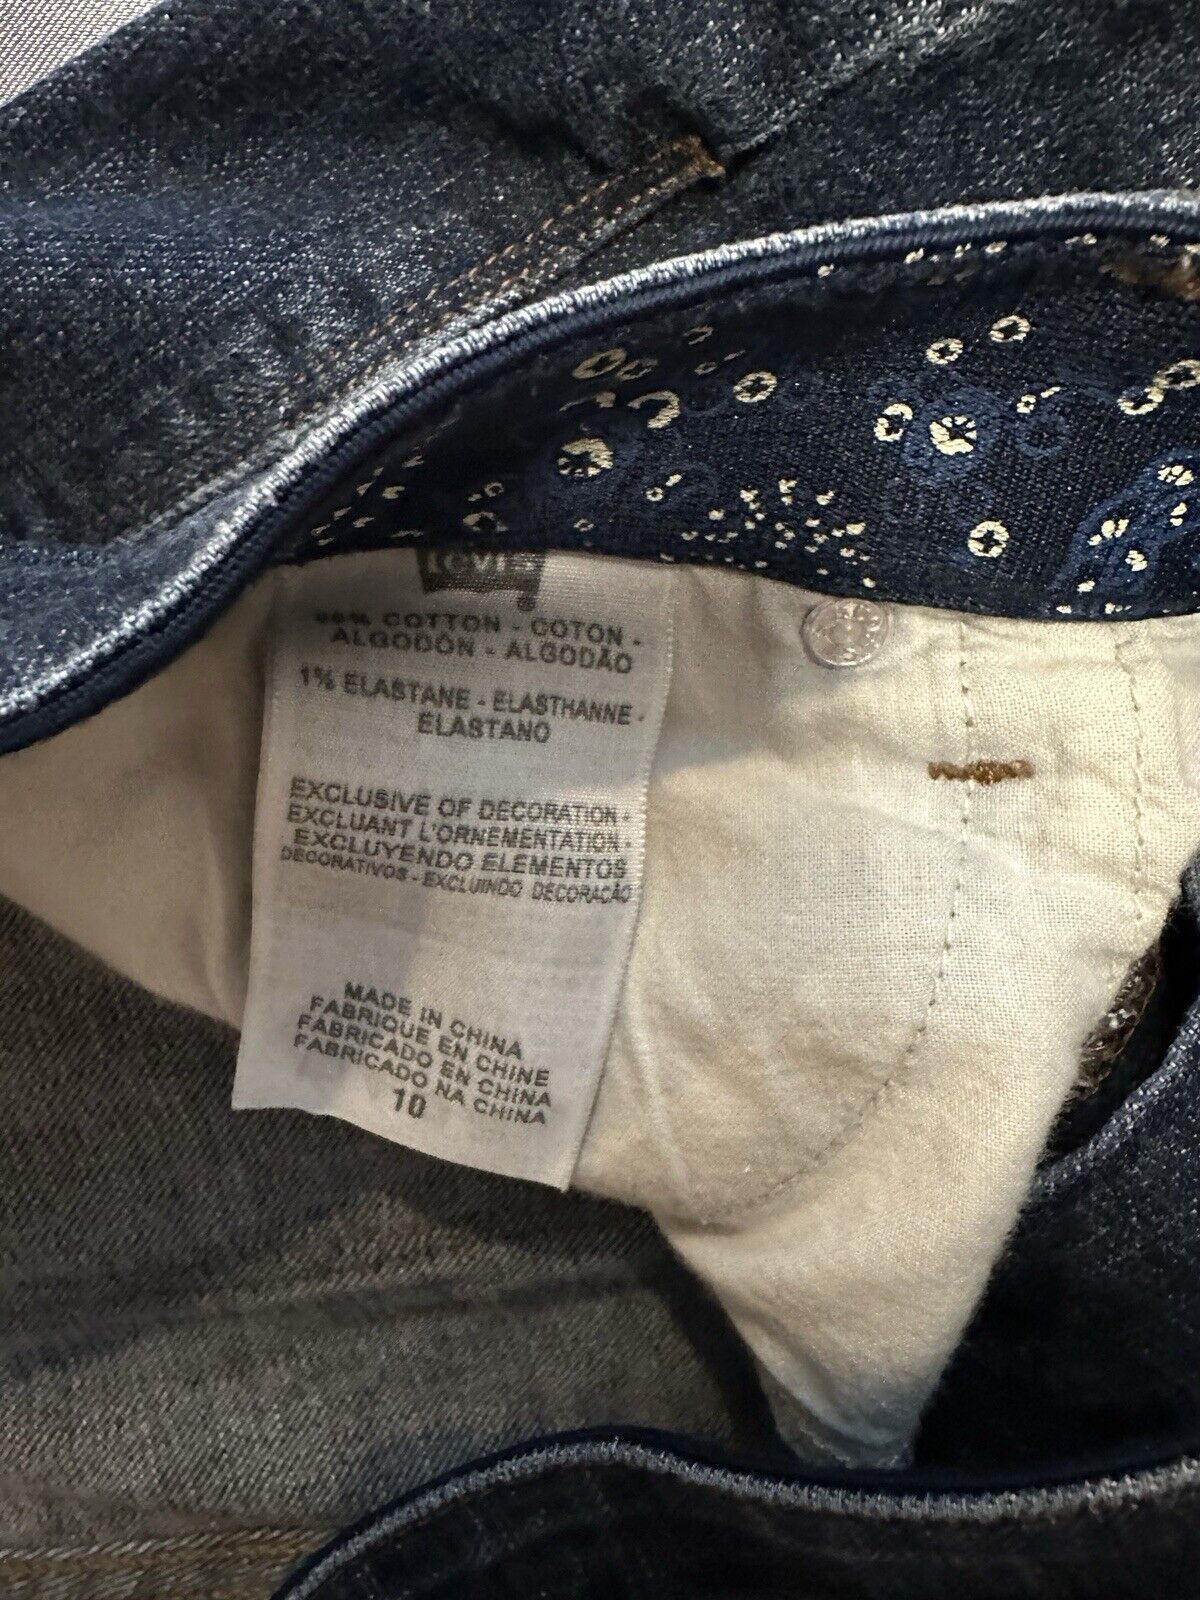 Levi's
®
% COTTON - COTON -
ALGODÓN - ALGODÃO
1% ELASTANE - ELASTHANNE -
ELASTANO
EXCLUSIVE OF DECORATION -
EXCLUANT L'ORNEMENTATION -
EXCLUYENDO ELEMENTOS
DECORATIVOS - EXCLUINDO DECORAÇÃO
MADE IN CHINA
FABRIQUE EN CHINE
FABRICADO EN CHINA
FABRICADO NA CHINA
10